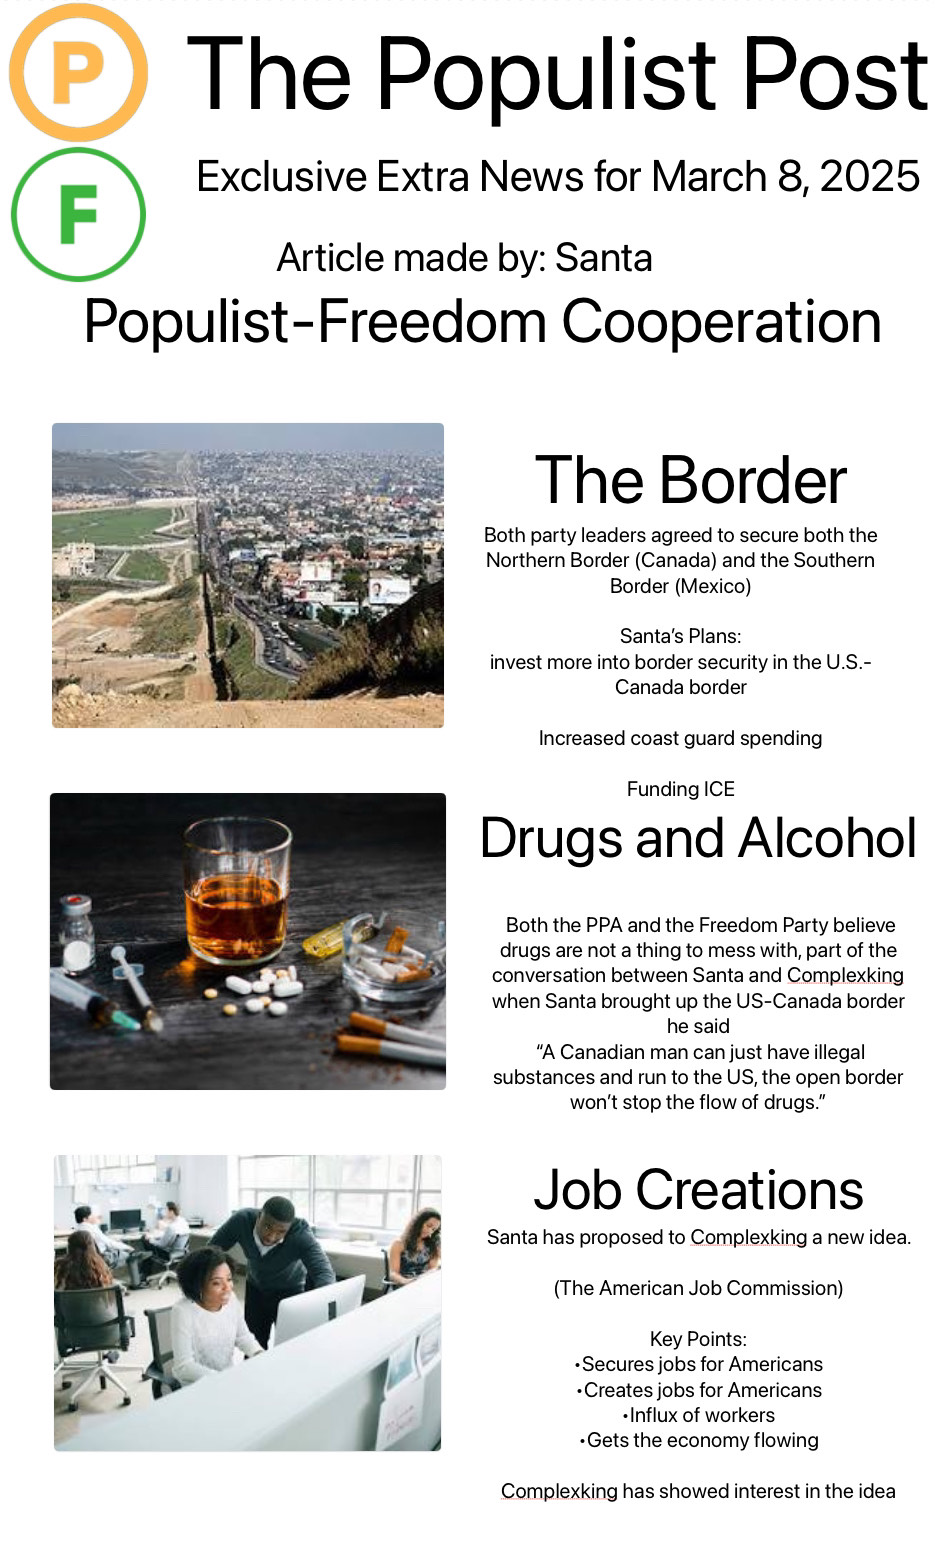 P
The Populist Post
F
Exclusive Extra News for March 8, 2025
Article made by: Santa
Populist-Freedom Cooperation
The Border
Both party leaders agreed to secure both the
Northern Border (Canada) and the Southern
Border (Mexico)
Santa’s Plans:
invest more into border security in the U.S.-
Canada border
Increased coast guard spending
Funding ICE
Drugs and Alcohol
Both the PPA and the Freedom Party believe
drugs are not a thing to mess with, part of the
conversation between Santa and Complexking
when Santa brought up the US-Canada border
he said
“A Canadian man can just have illegal
substances and run to the US, the open border
won’t stop the flow of drugs.”
Job Creations
Santa has proposed to Complexking a new idea.
(The American Job Commission)
Key Points:
•Secures jobs for Americans
•Creates jobs for Americans
•Influx of workers
•Gets the economy flowing
Complexking has showed interest in the idea